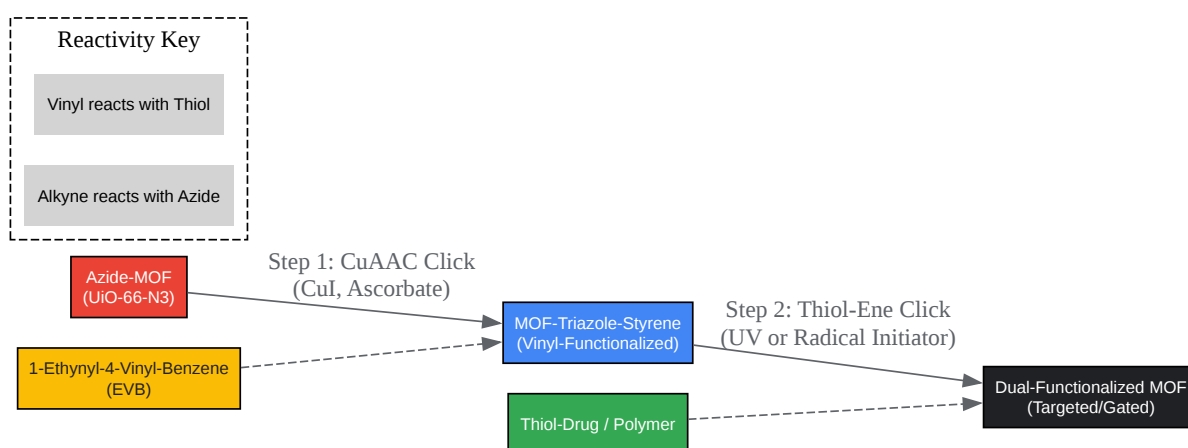 Reactivity Key
Vinyl reacts with Thiol
Alkyne reacts with Azide
Azide-MOF
(UiO-66-N3)
Step 1: CuAAC Click
(CuI, Ascorbate)
1-Ethynyl-4-Vinyl-Benzene
(EVB)
MOF-Triazole-Styrene
(Vinyl-Functionalized)
Step 2: Thiol-Ene Click
(UV or Radical Initiator)
Thiol-Drug / Polymer
Dual-Functionalized MOF
(Targeted/Gated)